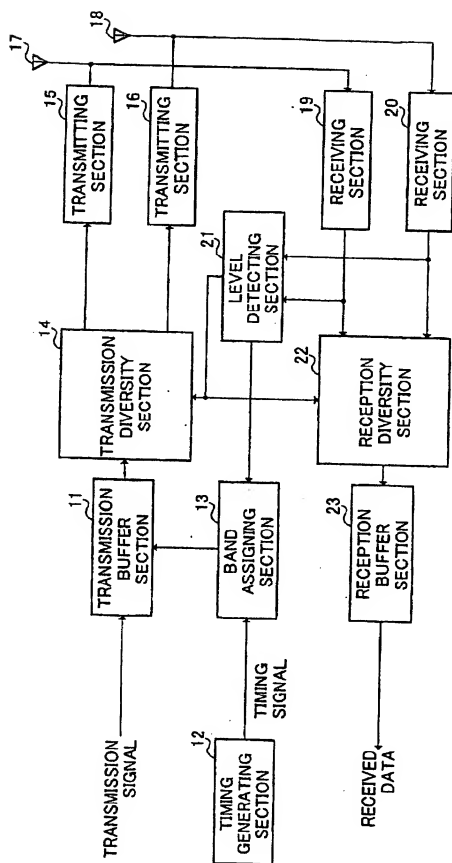 17
18
15
TRANSMITTING
SECTION
16
TRANSMITTING
SECTION
19
RECEIVING
SECTION
20
RECEIVING
SECTION
21
LEVEL
DETECTING
SECTION
14
TRANSMISSION
DIVERSITY
SECTION
22
RECEPTION
DIVERSITY
SECTION
11
TRANSMISSION
BUFFER
SECTION
13
BAND
ASSIGNING
SECTION
23
RECEPTION
BUFFER
SECTION
TRANSMISSION SIGNAL
TIMING
SIGNAL
12
TIMING
GENERATING
SECTION
RECEIVED
DATA